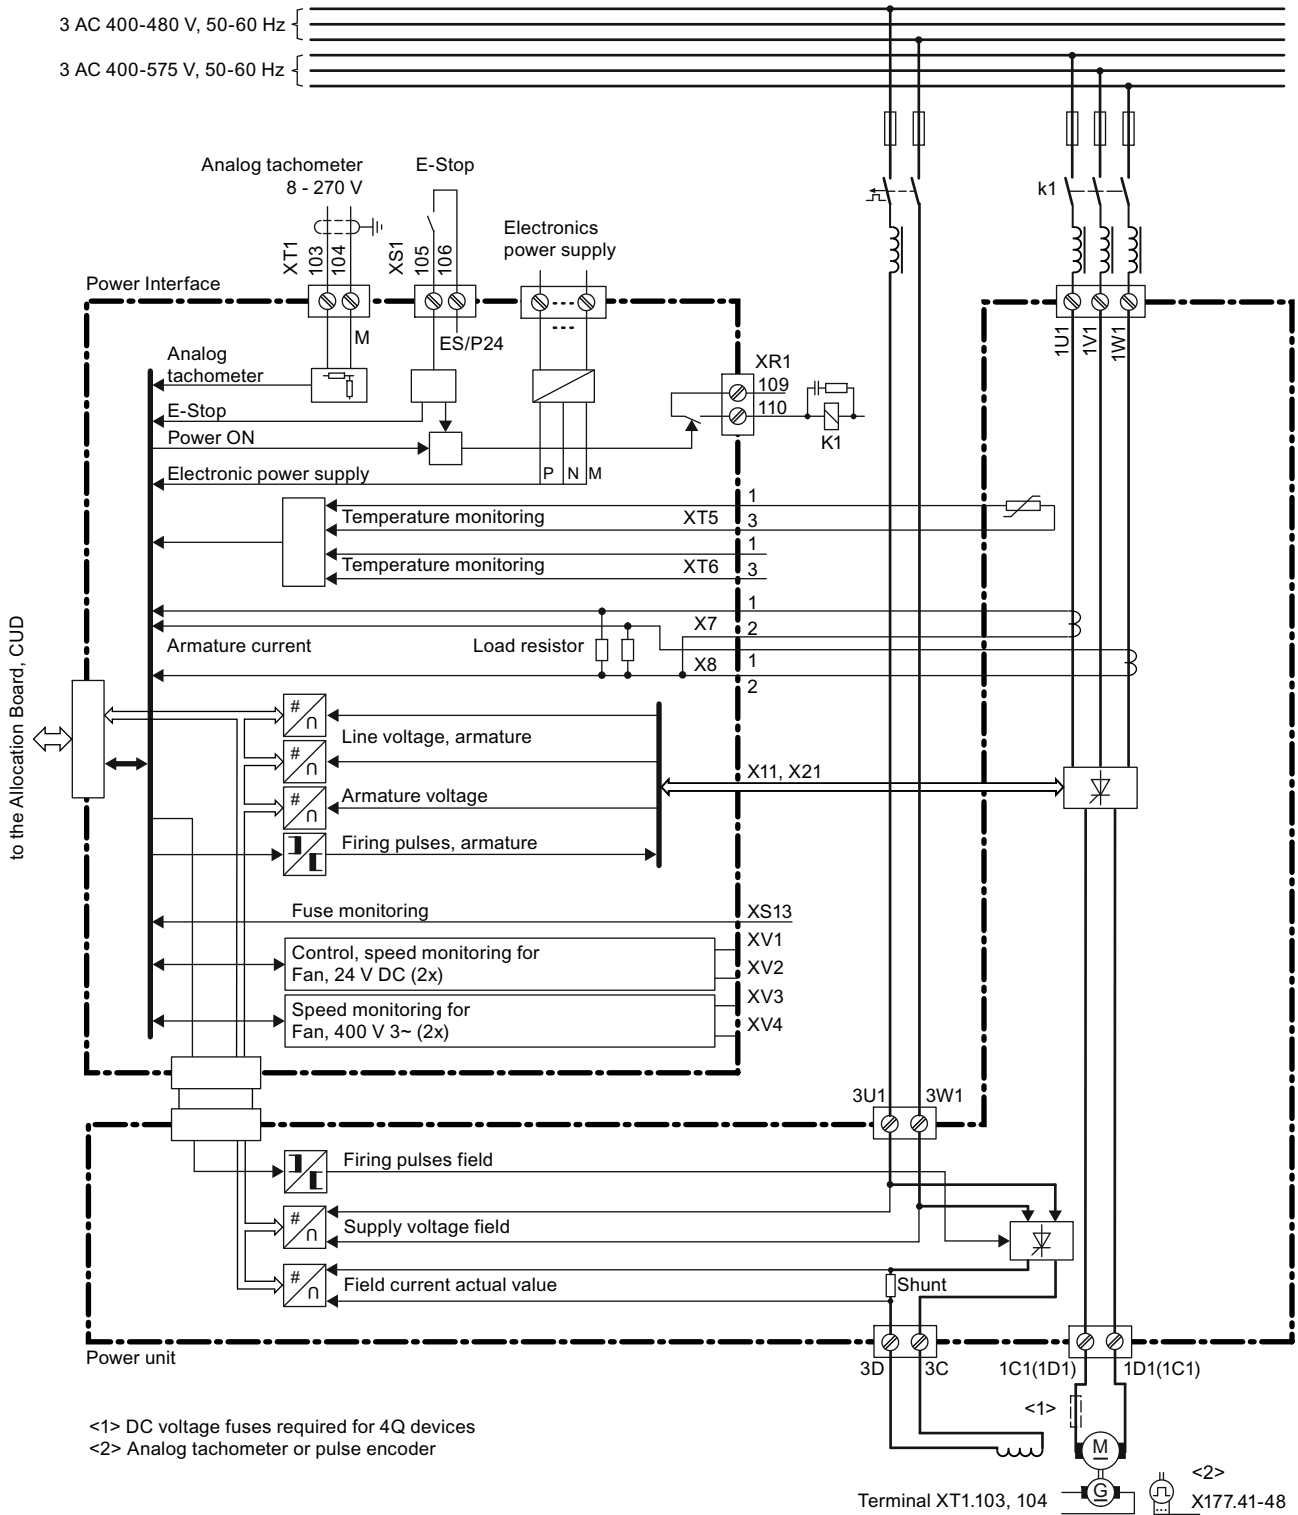 3 AC 400-480 V, 50-60 Hz
3 AC 400-575 V, 50-60 Hz
Analog tachometer
8 - 270 V
E-Stop
k1
Electronics
power supply
XT1
103
104
XS1
105
106
Power Interface
M
ES/P24
1U1
1V1
1W1
Analog
tachometer
XR1
109
110
K1
E-Stop
Power ON
Electronic power supply
P
N
M
1
Temperature monitoring
XT5
3
1
Temperature monitoring
XT6
3
1
X7
2
Armature current
Load resistor
X8
1
2
to the Allocation Board, CUD
#
∩
Line voltage, armature
#
∩
X11, X21
#
∩
Armature voltage
Firing pulses, armature
Fuse monitoring
XS13
XV1
Control, speed monitoring for
Fan, 24 V DC (2x)
XV2
XV3
Speed monitoring for
Fan, 400 V 3~ (2x)
XV4
3U1
3W1
Firing pulses field
#
∩
Supply voltage field
#
∩
Field current actual value
Shunt
Power unit
3D
3C
1C1(1D1)
1D1(1C1)
<1>
<1> DC voltage fuses required for 4Q devices
<2> Analog tachometer or pulse encoder
M
<2>
G
Terminal XT1.103, 104
X177.41-48